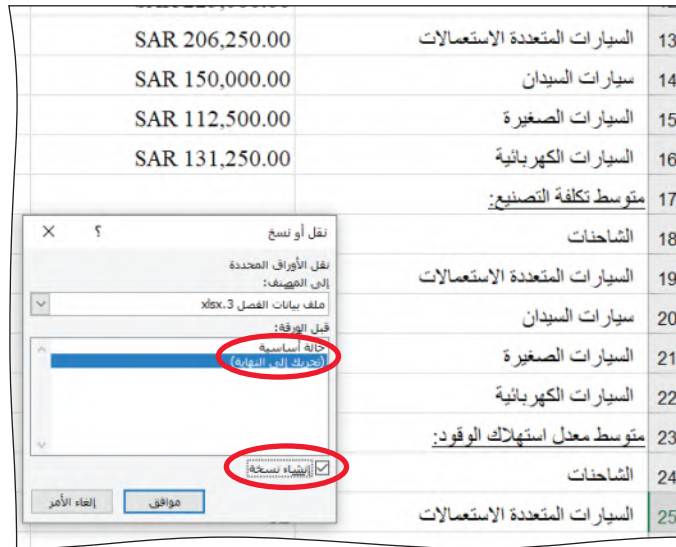 13 السيارات المتعددة الاستعمالات SAR 206,250.00
14 سيارات السيدان SAR 150,000.00
15 السيارات الصغيرة SAR 112,500.00
16 السيارات الكهربائية SAR 131,250.00
17 متوسط تكلفة التصنيع:
18 الشاحنات
19 السيارات المتعددة الاستعمالات
20 سيارات السيدان
21 السيارات الصغيرة
22 السيارات الكهربائية
23 متوسط معدل استهلاك الوقود:
24 الشاحنات
25 السيارات المتعددة الاستعمالات
نقل أو نسخ ؟ ×
نقل الأوراق المحددة
إلى المصنف:
ملف بيانات الفصل 3.xlsx
قبل الورقة:
حالة أساسية
(تحريك إلى النهاية)
إنشاء نسخة
موافق إلغاء الأمر